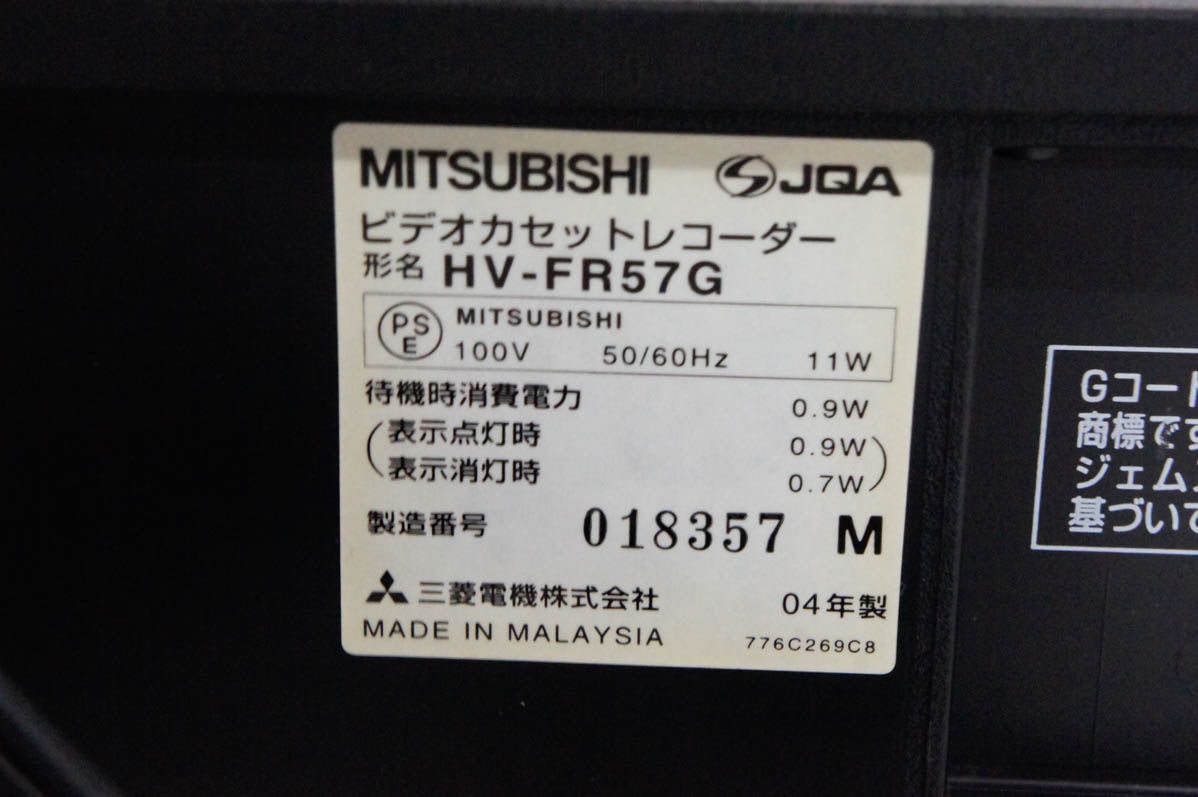 MITSUBISHI JQA
ビデオカセットレコーダー
形名 HV-FR57G
PSE MITSUBISHI
100V 50/60Hz 11W
待機時消費電力 0.9W
(表示点灯時 0.9W)
(表示消灯時 0.7W)
製造番号 018357 M
三菱電機株式会社 04年製
MADE IN MALAYSIA 776C269C8
Gコート
商標です
ジェム
基づいて